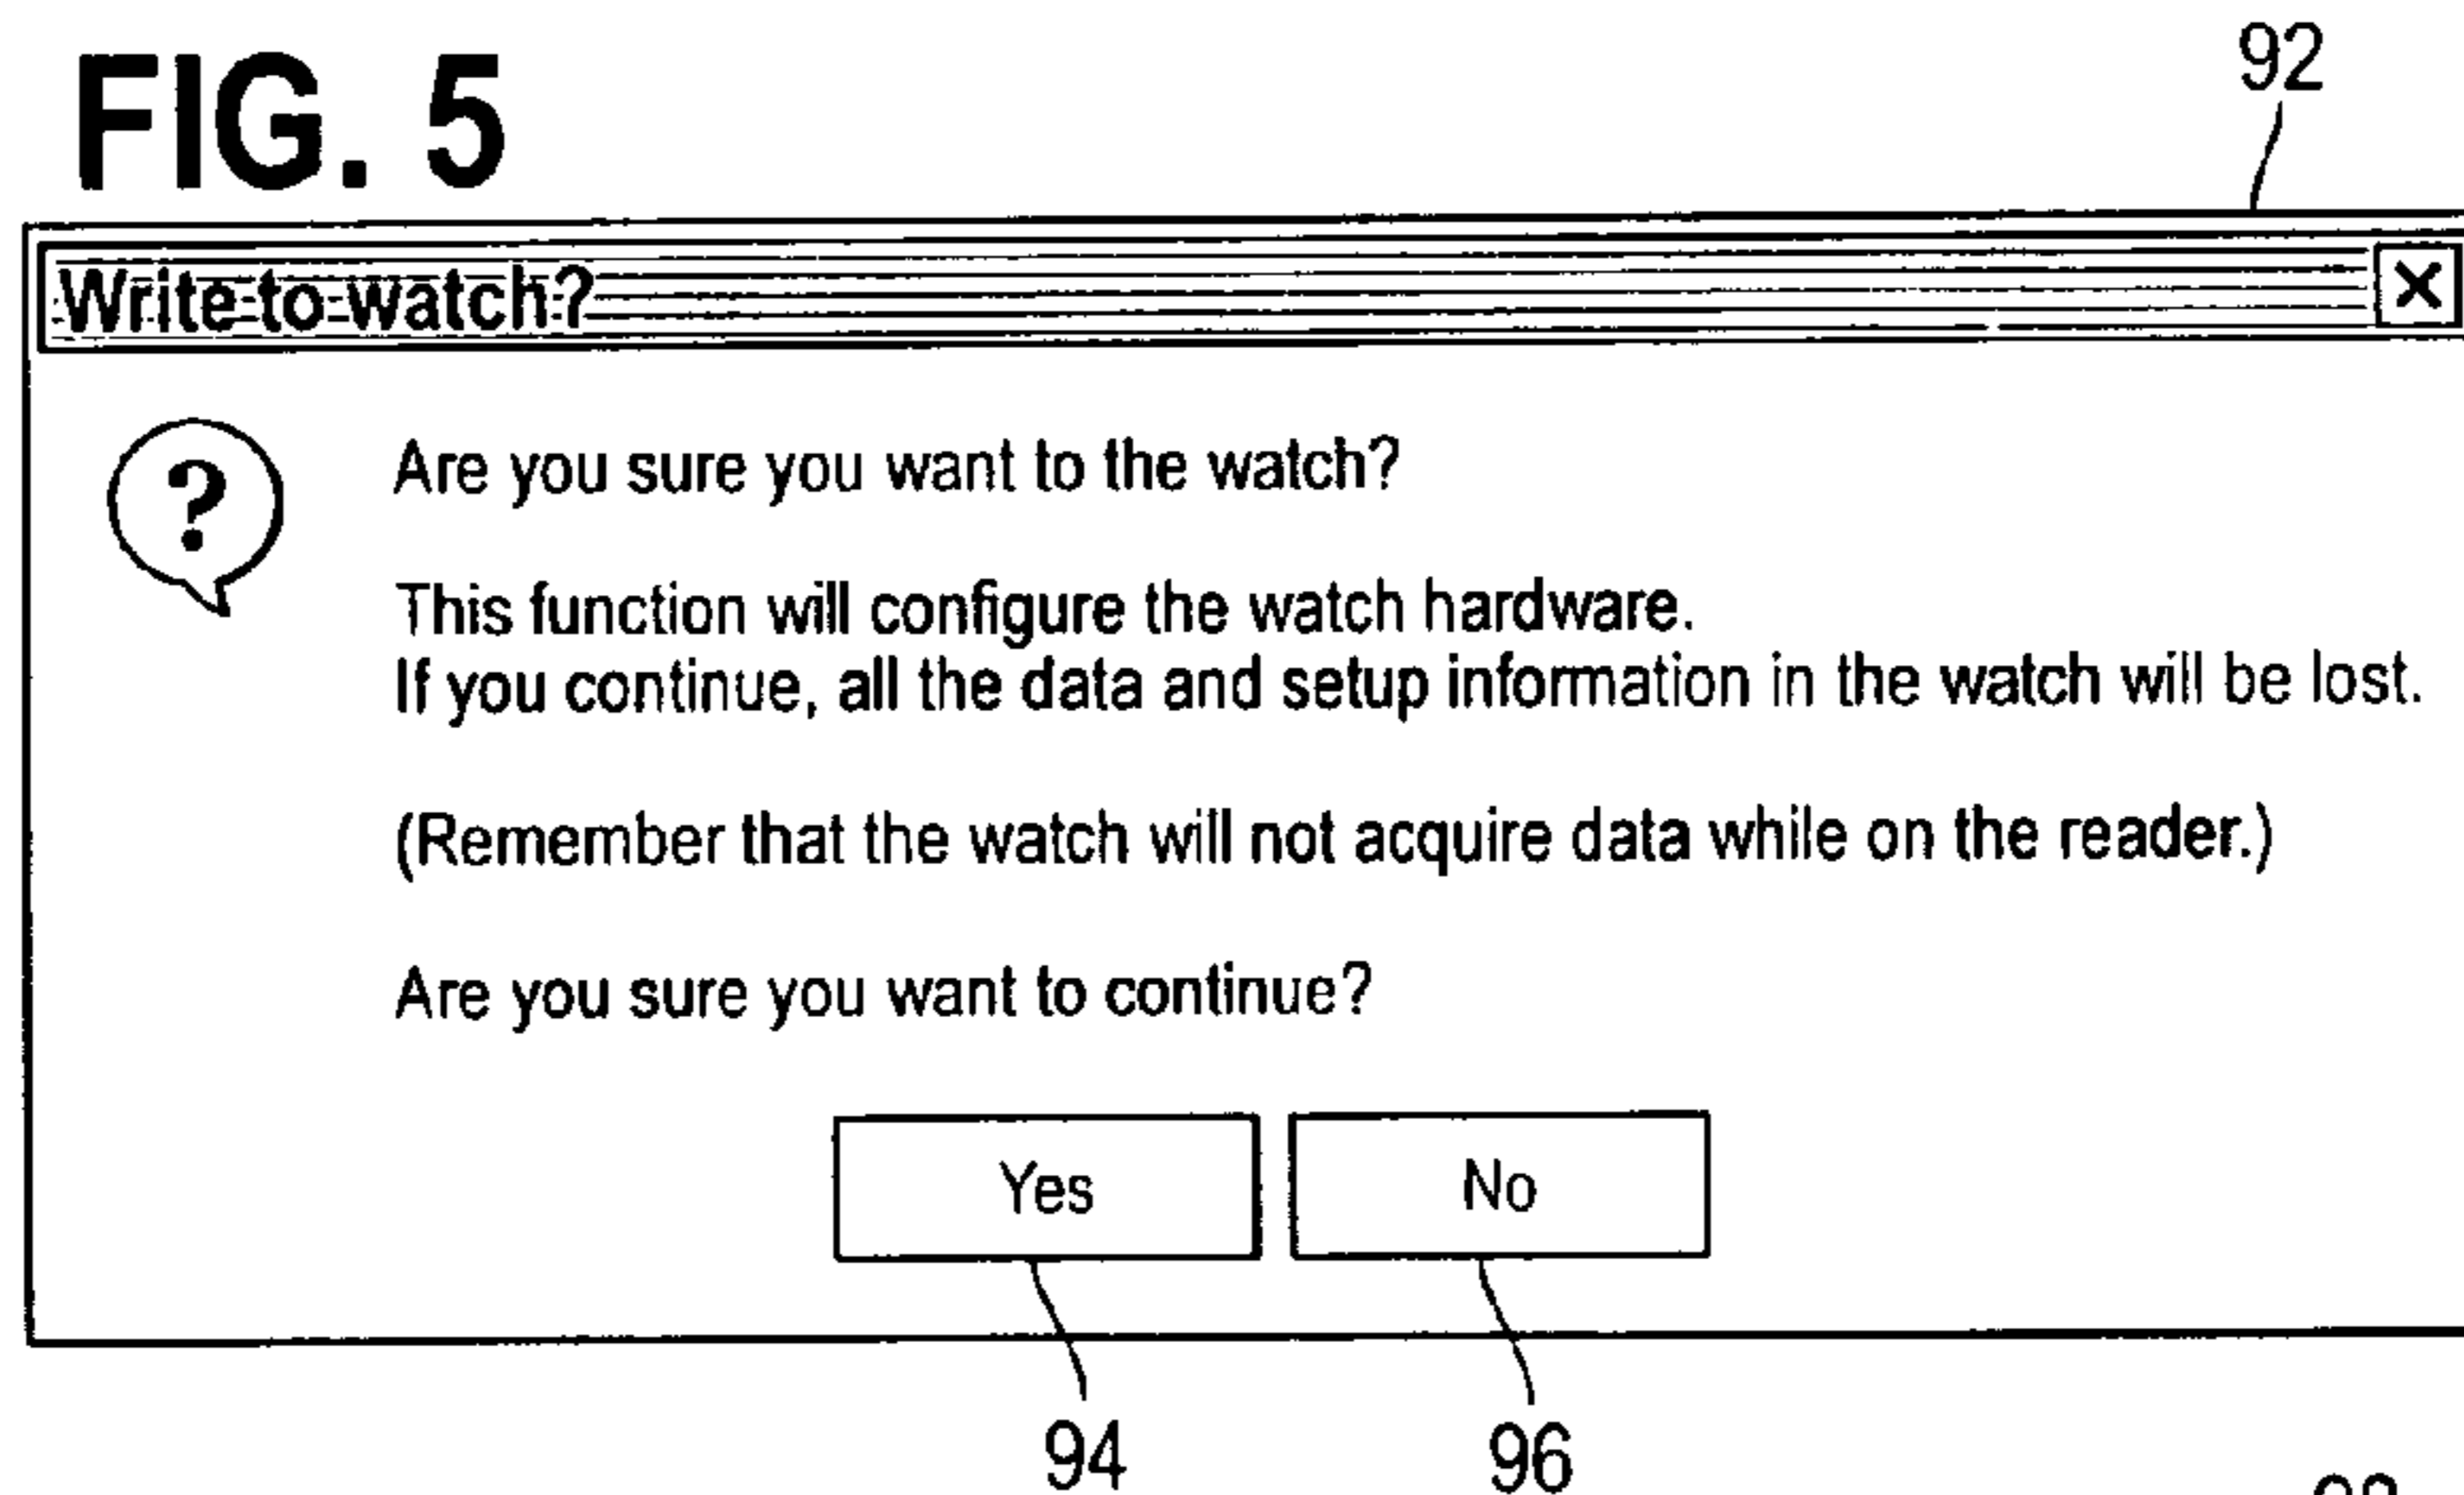 FIG. 5
92
Write to watch?
?
Are you sure you want to the watch?
This function will configure the watch hardware.
If you continue, all the data and setup information in the watch will be lost.
(Remember that the watch will not acquire data while on the reader.)
Are you sure you want to continue?
Yes No
94 96